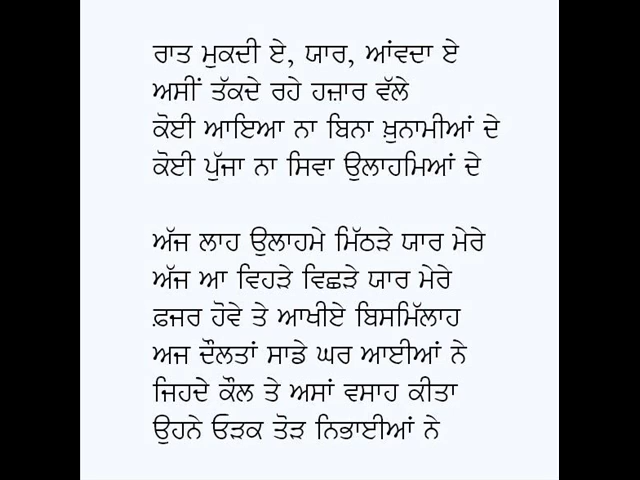 ਰਾਤ ਮੁਕਦੀ ਏ, ਯਾਰ, ਆਂਵਦਾ ਏ
ਅਸੀਂ ਤੱਕਦੇ ਰਹੇ ਹਜ਼ਾਰ ਵੱਲੇ
ਕੋਈ ਆਇਆ ਨਾ ਬਿਨਾ ਖ਼ੁਨਾਮੀਆਂ ਦੇ
ਕੋਈ ਪੁੱਜਾ ਨਾ ਸਿਵਾ ਉਲਾਹਮਿਆਂ ਦੇ

ਅੱਜ ਲਾਹ ਉਲਾਹਮੇ ਮਿੱਠੜੇ ਯਾਰ ਮੇਰੇ
ਅੱਜ ਆ ਵਿਹੜੇ ਵਿਛੜੇ ਯਾਰ ਮੇਰੇ
ਫ਼ਜਰ ਹੋਵੇ ਤੇ ਆਖੀਏ ਬਿਸਮਿੱਲਾਹ
ਅਜ ਦੌਲਤਾਂ ਸਾਡੇ ਘਰ ਆਈਆਂ ਨੇ
ਜਿਹਦੇ ਕੌਲ ਤੇ ਅਸਾਂ ਵਸਾਹ ਕੀਤਾ
ਉਹਨੇ ਓੜਕ ਤੋੜ ਨਿਭਾਈਆਂ ਨੇ